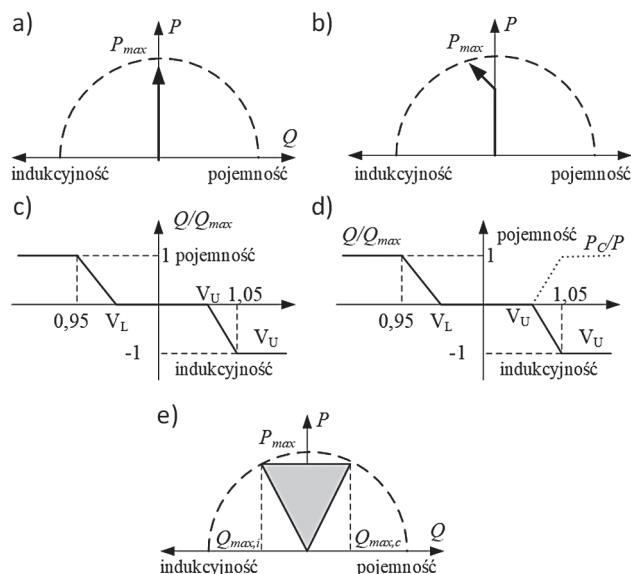 a)
P
P_max
Q
indukcyjność
pojemność
b)
P_max
indukcyjność
pojemność
c)
Q/Q_max
1 pojemność
V_U
1,05
0,95
V_L
V_U
-1
indukcyjność
d)
Q/Q_max
pojemność
P_C/P
1
1,05
0,95
V_L
V_U
V_U
-1
indukcyjność
e)
P
P_max
Q_max,i
Q_max,c
Q
indukcyjność
pojemność